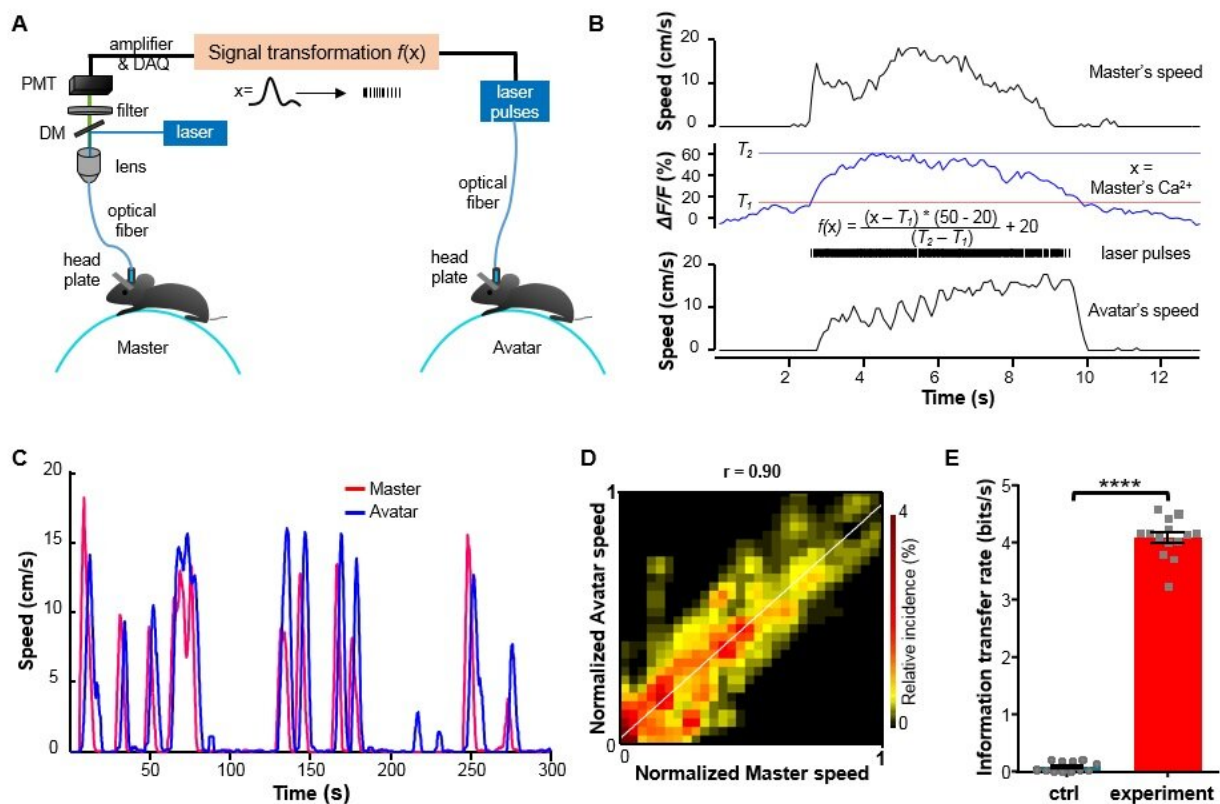 A
amplifier
& DAQ
Signal transformation f(x)
PMT
x=
laser
pulses
filter
DM
laser
lens
optical
fiber
optical
fiber
head
plate
head
plate
Master
Avatar
B
Speed (cm/s)
20
10
0
Master's speed
ΔF/F (%)
60
40
20
0
T₂
T₁
x =
Master's Ca²⁺
f(x) = (x – T₁) * (50 - 20) / (T₂ – T₁) + 20
laser pulses
Speed (cm/s)
20
10
0
Avatar's speed
2 4 6 8 10 12
Time (s)
C
Speed (cm/s)
20
15
10
5
0
Master
Avatar
50 100 150 200 250 300
Time (s)
D
r = 0.90
Normalized Avatar speed
1
0
1
Normalized Master speed
4
0
Relative incidence (%)
E
Information transfer rate (bits/s)
5
4
3
2
1
0
****
ctrl experiment